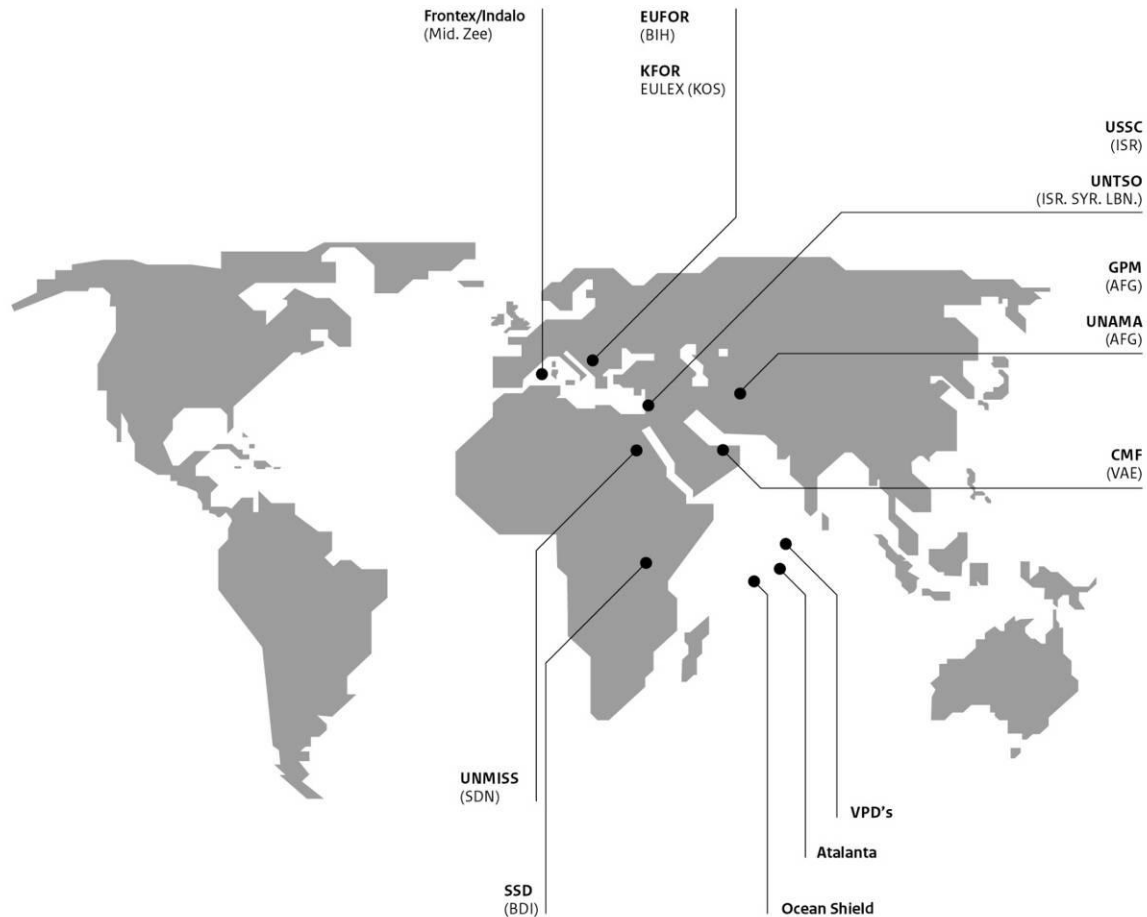 Frontex/Indalo
(Mid. Zee)
EUFOR
(BIH)
KFOR
EULEX (KOS)
USSC
(ISR)
UNTSO
(ISR. SYR. LBN.)
GPM
(AFG)
UNAMA
(AFG)
CMF
(VAE)
UNMISS
(SDN)
VPD's
Atalanta
SSD
(BDI)
Ocean Shield